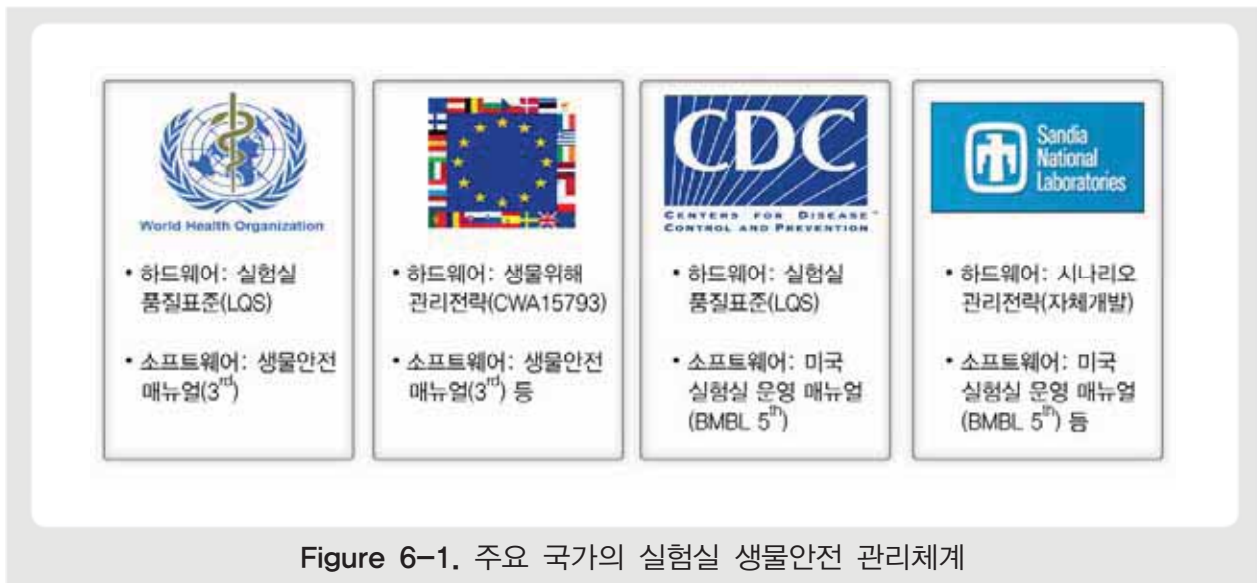 World Health Organization
• 하드웨어: 실험실
품질표준(LQS)
• 소프트웨어: 생물안전
매뉴얼(3rd)
• 하드웨어: 생물위해
관리전략(CWA15793)
• 소프트웨어: 생물안전
매뉴얼(3rd) 등
CDC
CENTERS FOR DISEASE™
CONTROL AND PREVENTION
• 하드웨어: 실험실
품질표준(LQS)
• 소프트웨어: 미국
실험실 운영 매뉴얼
(BMBL 5th)
Sandia
National
Laboratories
• 하드웨어: 시나리오
관리전략(자체개발)
• 소프트웨어: 미국
실험실 운영 매뉴얼
(BMBL 5th) 등
Figure 6-1. 주요 국가의 실험실 생물안전 관리체계